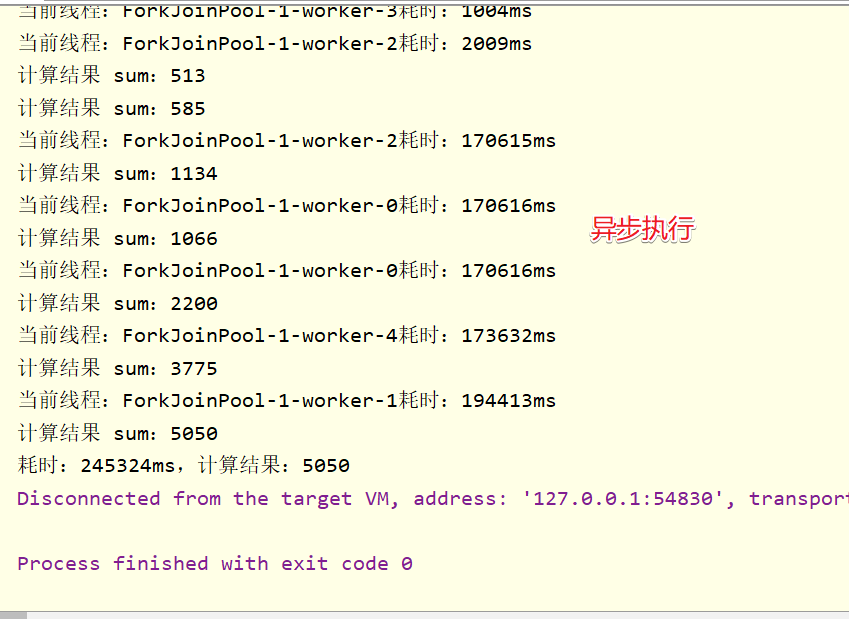 当前线程：ForkJoinPool-1-worker-3耗时：1004ms
当前线程：ForkJoinPool-1-worker-2耗时：2009ms
计算结果 sum：513
计算结果 sum：585
当前线程：ForkJoinPool-1-worker-2耗时：170615ms
计算结果 sum：1134
当前线程：ForkJoinPool-1-worker-0耗时：170616ms
异步执行
计算结果 sum：1066
当前线程：ForkJoinPool-1-worker-0耗时：170616ms
计算结果 sum：2200
当前线程：ForkJoinPool-1-worker-4耗时：173632ms
计算结果 sum：3775
当前线程：ForkJoinPool-1-worker-1耗时：194413ms
计算结果 sum：5050
耗时：245324ms，计算结果：5050
Disconnected from the target VM, address: '127.0.0.1:54830', transport
Process finished with exit code 0